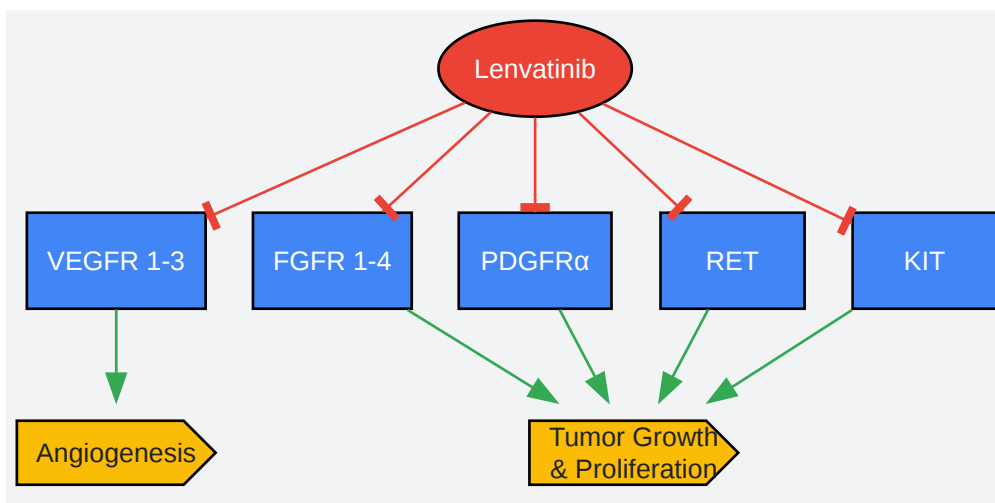 Lenvatinib
VEGFR 1-3
FGFR 1-4
PDGFRα
RET
KIT
Angiogenesis
Tumor Growth
& Proliferation